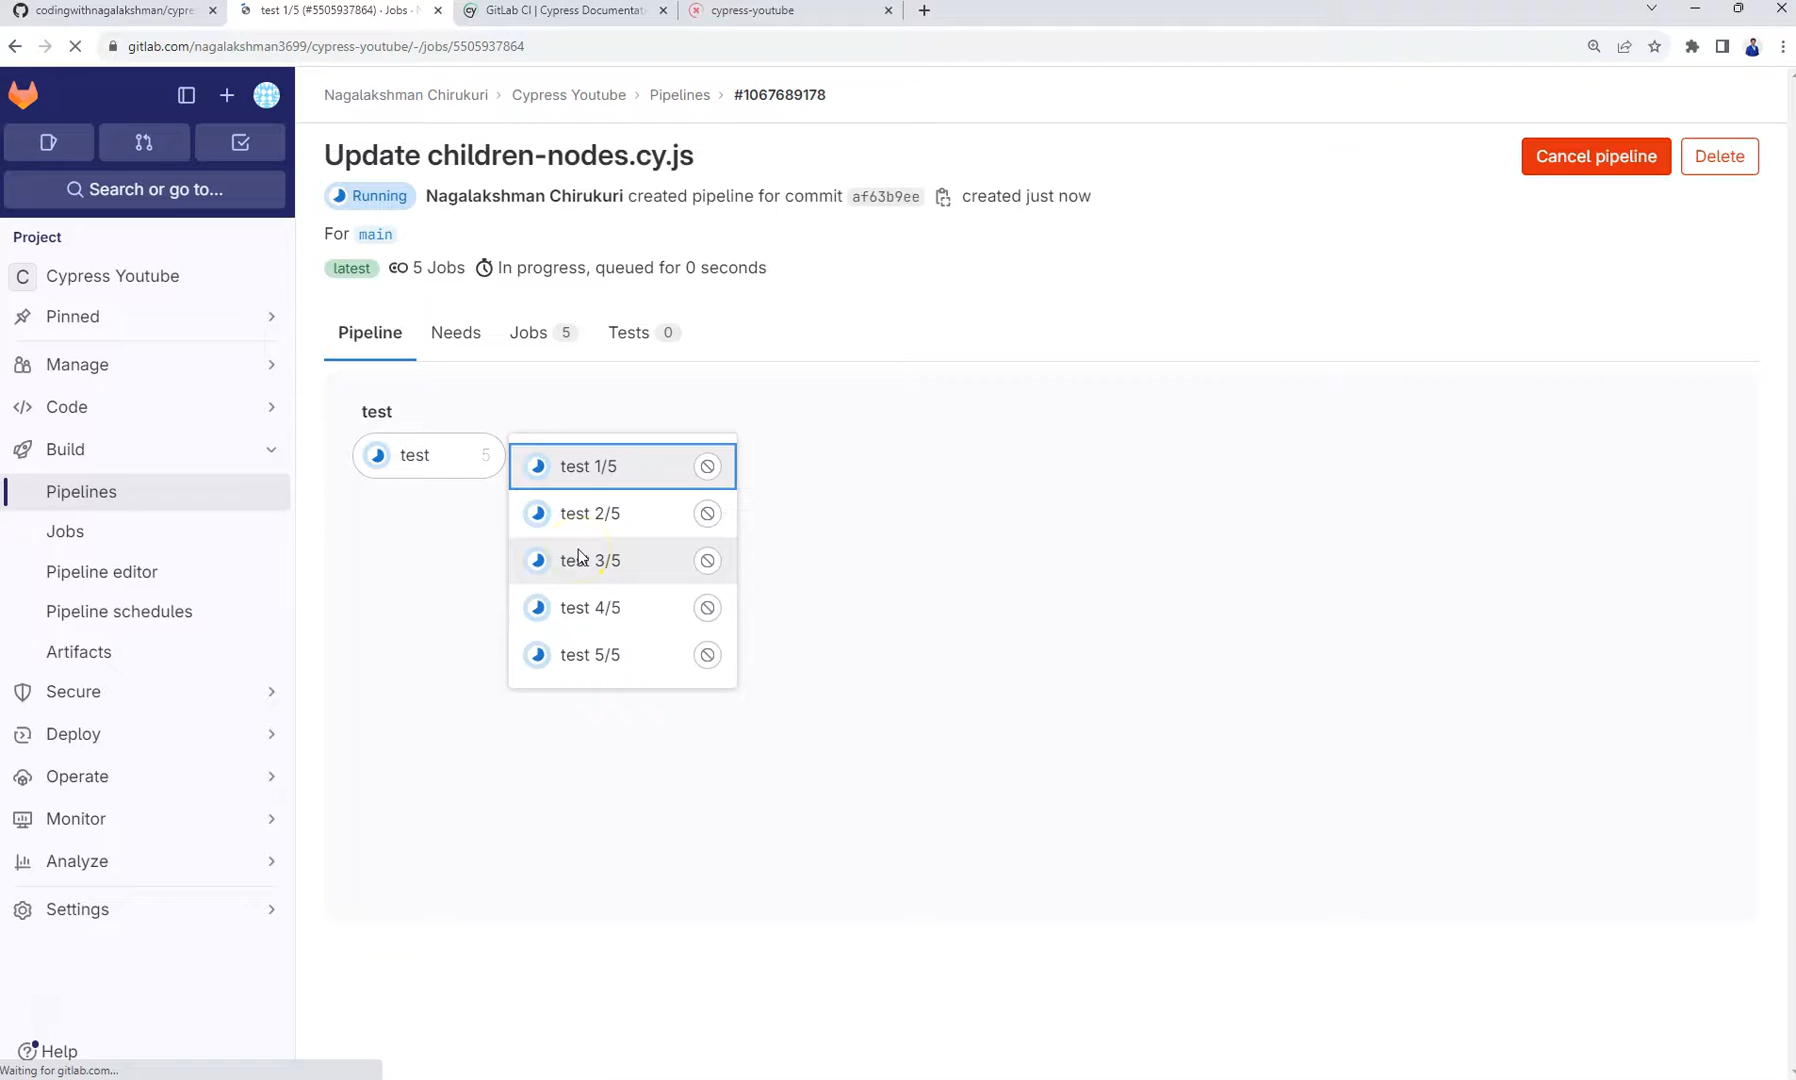 codingwithnagalakshman/cypre
test 1/5 (#5505937864) · Jobs · N
GitLab CI | Cypress Documentat
cypress-youtube
gitlab.com/nagalakshman3699/cypress-youtube/-/jobs/5505937864
Nagalakshman Chirukuri › Cypress Youtube › Pipelines › #1067689178
Search or go to...
Update children-nodes.cy.js
Cancel pipeline
Delete
Running Nagalakshman Chirukuri created pipeline for commit af63b9ee created just now
For main
latest 5 Jobs In progress, queued for 0 seconds
Project
C Cypress Youtube
Pinned
Manage
Code
Build
Pipelines
Jobs
Pipeline editor
Pipeline schedules
Artifacts
Secure
Deploy
Operate
Monitor
Analyze
Settings
Help
Waiting for gitlab.com...
Pipeline Needs Jobs 5 Tests 0
test
test 5
test 1/5
test 2/5
test 3/5
test 4/5
test 5/5